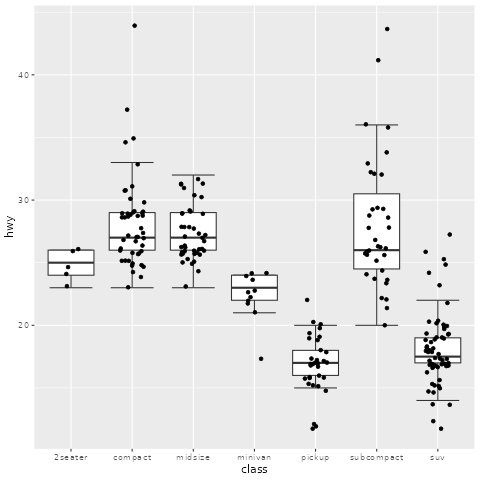 hwy
40
30
20
2seater compact midsize minivan pickup subcompact suv
class